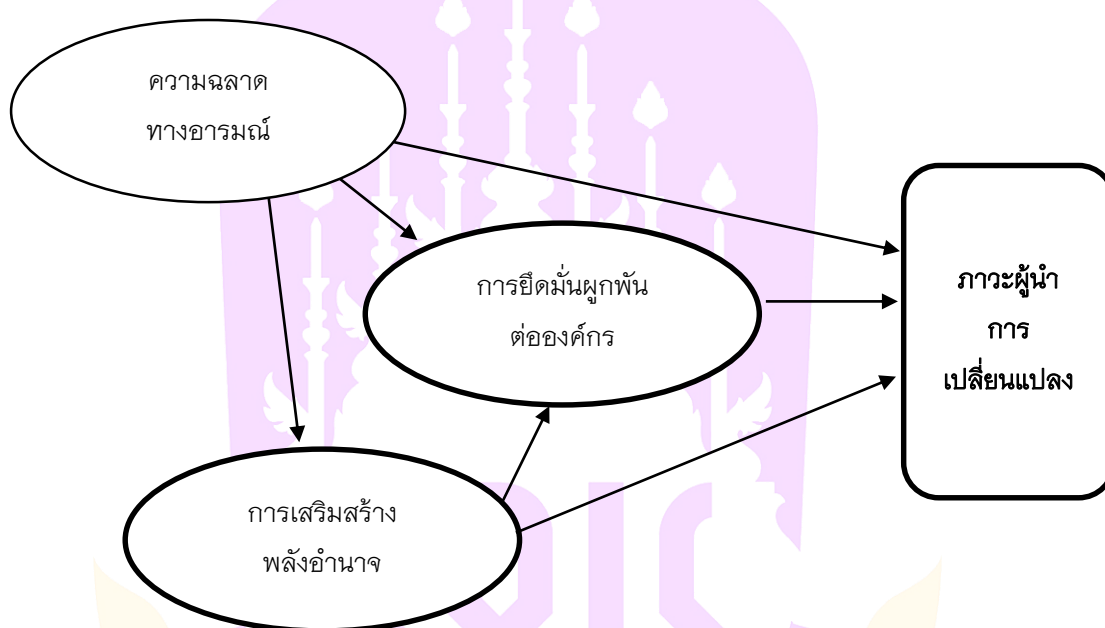 ความฉลาด
ทางอารมณ์
การยึดมั่นผูกพัน
ต่อองค์กร
ภาวะผู้นำ
การ
เปลี่ยนแปลง
การเสริมสร้าง
พลังอำนาจ